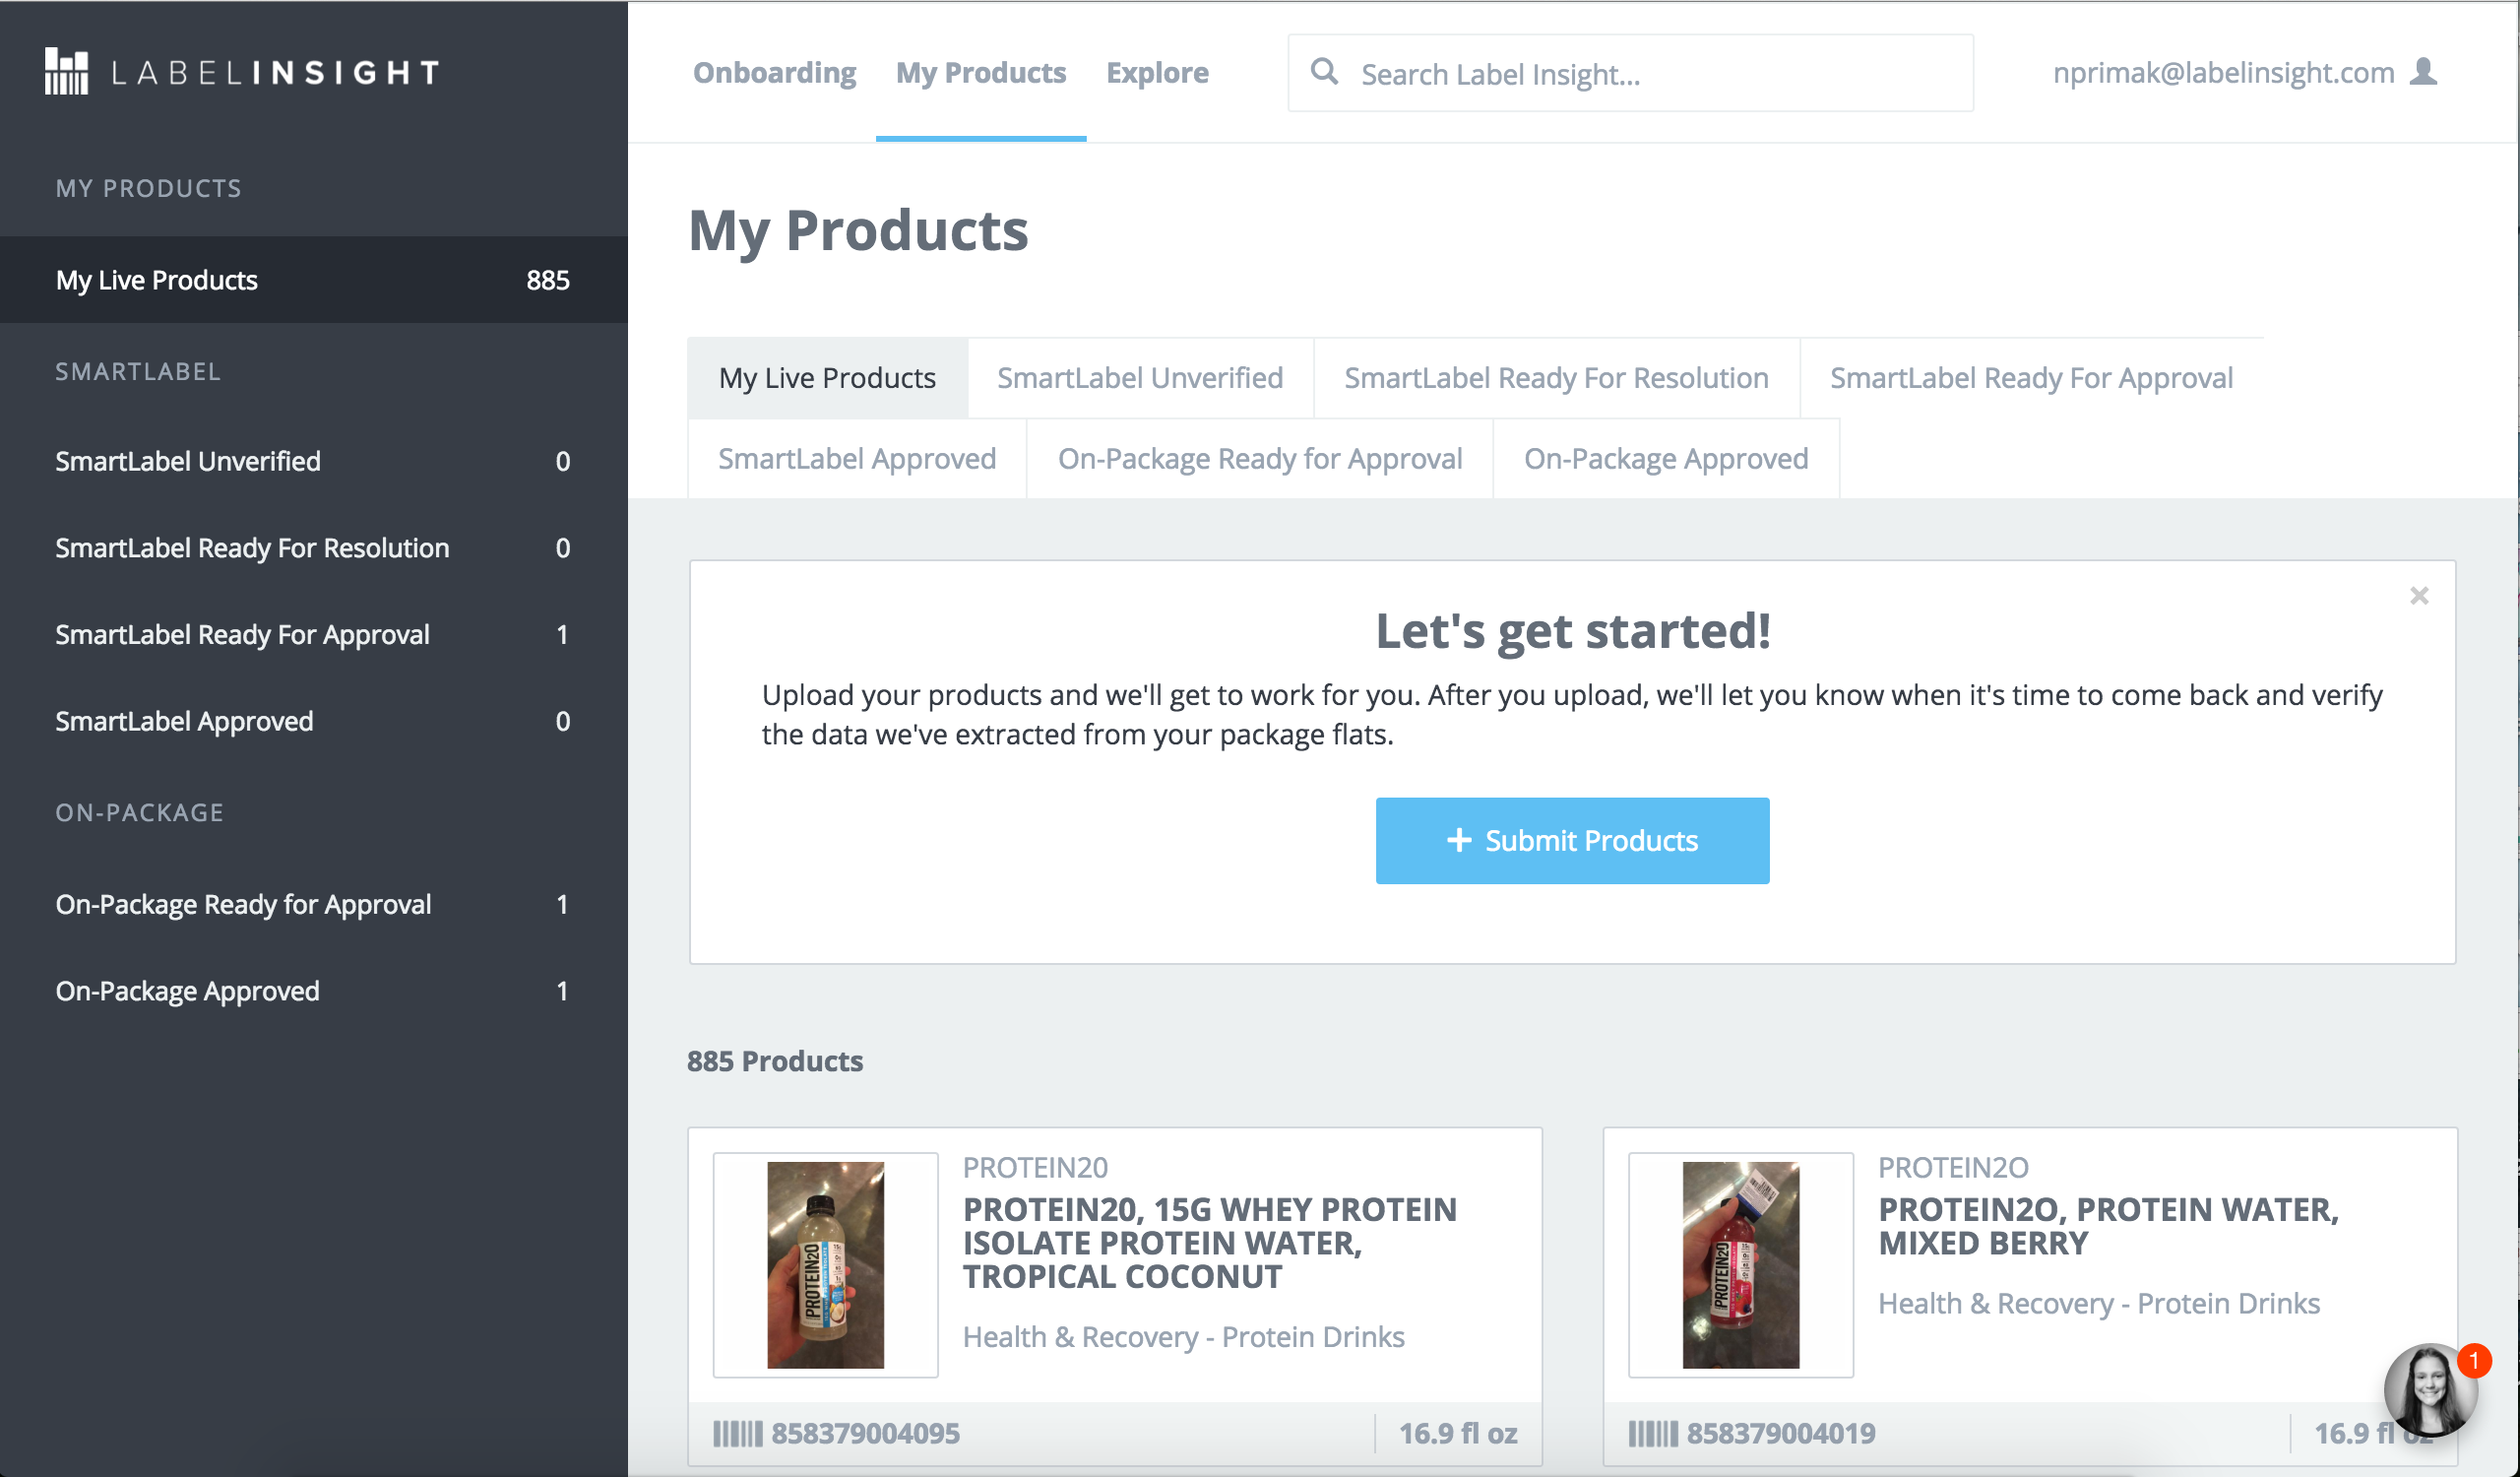 LABELINSIGHT
Onboarding
My Products
Explore
Search Label Insight...
nprimak@labelinsight.com
MY PRODUCTS
My Live Products 885
SMARTLABEL
SmartLabel Unverified 0
SmartLabel Ready For Resolution 0
SmartLabel Ready For Approval 1
SmartLabel Approved 0
ON-PACKAGE
On-Package Ready for Approval 1
On-Package Approved 1
My Products
My Live Products
SmartLabel Unverified
SmartLabel Ready For Resolution
SmartLabel Ready For Approval
SmartLabel Approved
On-Package Ready for Approval
On-Package Approved
×
Let's get started!
Upload your products and we'll get to work for you. After you upload, we'll let you know when it's time to come back and verify
the data we've extracted from your package flats.
+ Submit Products
885 Products
PROTEIN2O
PROTEIN20
PROTEIN20, 15G WHEY PROTEIN
ISOLATE PROTEIN WATER,
TROPICAL COCONUT
Health & Recovery - Protein Drinks
858379004095
16.9 fl oz
PROTEIN2O
PROTEIN2O
PROTEIN2O, PROTEIN WATER,
MIXED BERRY
Health & Recovery - Protein Drinks
858379004019
16.9 fl oz
1